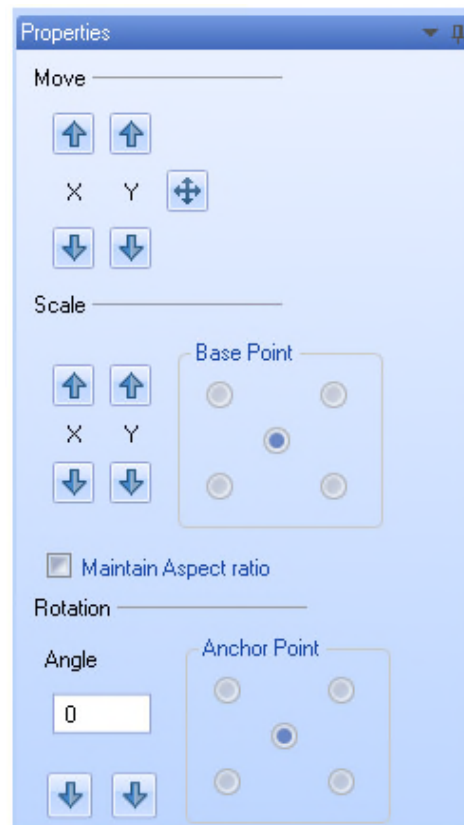 Properties
Move
X Y
Scale
Base Point
X Y
Maintain Aspect ratio
Rotation
Angle
Anchor Point
0